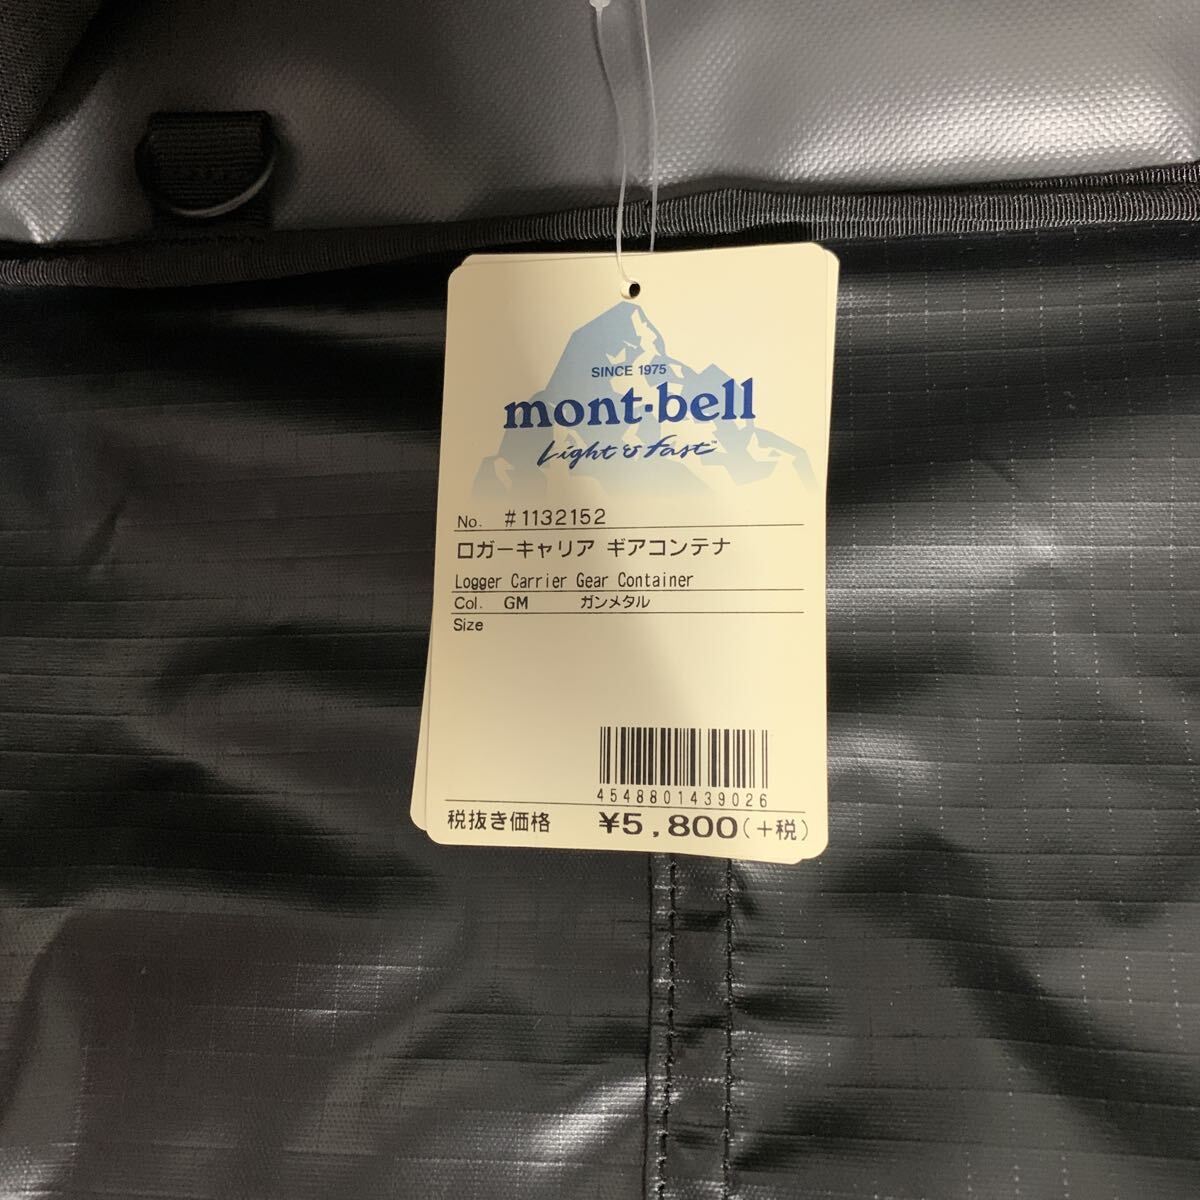 SINCE 1975
mont-bell
Light & Fast™
No. #1132152
ロガーキャリア ギアコンテナ
Logger Carrier Gear Container
Col. GM ガンメタル
Size
4548801439026
税抜き価格 ¥5,800(+税)